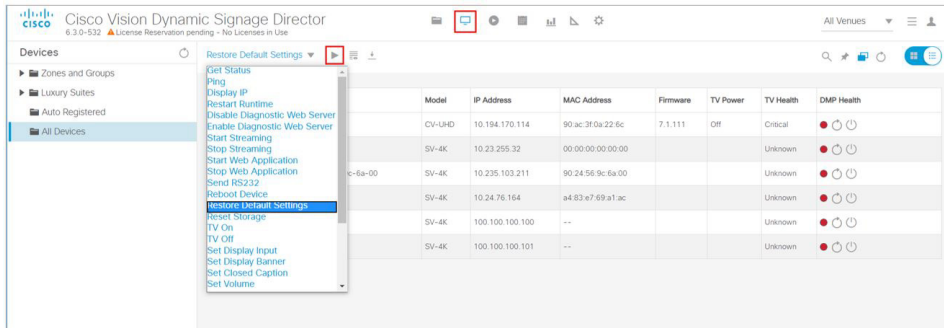 CISCO
Cisco Vision Dynamic Signage Director
6.3.0-532 License Reservation pending - No Licenses in Use
All Venues
Devices
Zones and Groups
Luxury Suites
Auto Registered
All Devices
Restore Default Settings
Get Status
Ping
Display IP
Restart Runtime
Disable Diagnostic Web Server
Enable Diagnostic Web Server
Start Streaming
Stop Streaming
Start Web Application
Stop Web Application
Send RS232
Reboot Device
Restore Default Settings
Reset Storage
TV On
TV Off
Set Display Input
Set Display Banner
Set Closed Caption
Set Volume
Model IP Address MAC Address Firmware TV Power TV Health DMP Health
CV-UHD 10.194.170.114 90:ac:3f:0a:22:6c 7.1.111 Off Critical
SV-4K 10.23.255.32 00:00:00:00:00:00 Unknown
c-6a-00 SV-4K 10.235.103.211 90:24:56:9c:6a:00 Unknown
SV-4K 10.24.76.164 a4:83:e7:69:a1:ac Unknown
SV-4K 100.100.100.100 -- Unknown
SV-4K 100.100.100.101 -- Unknown